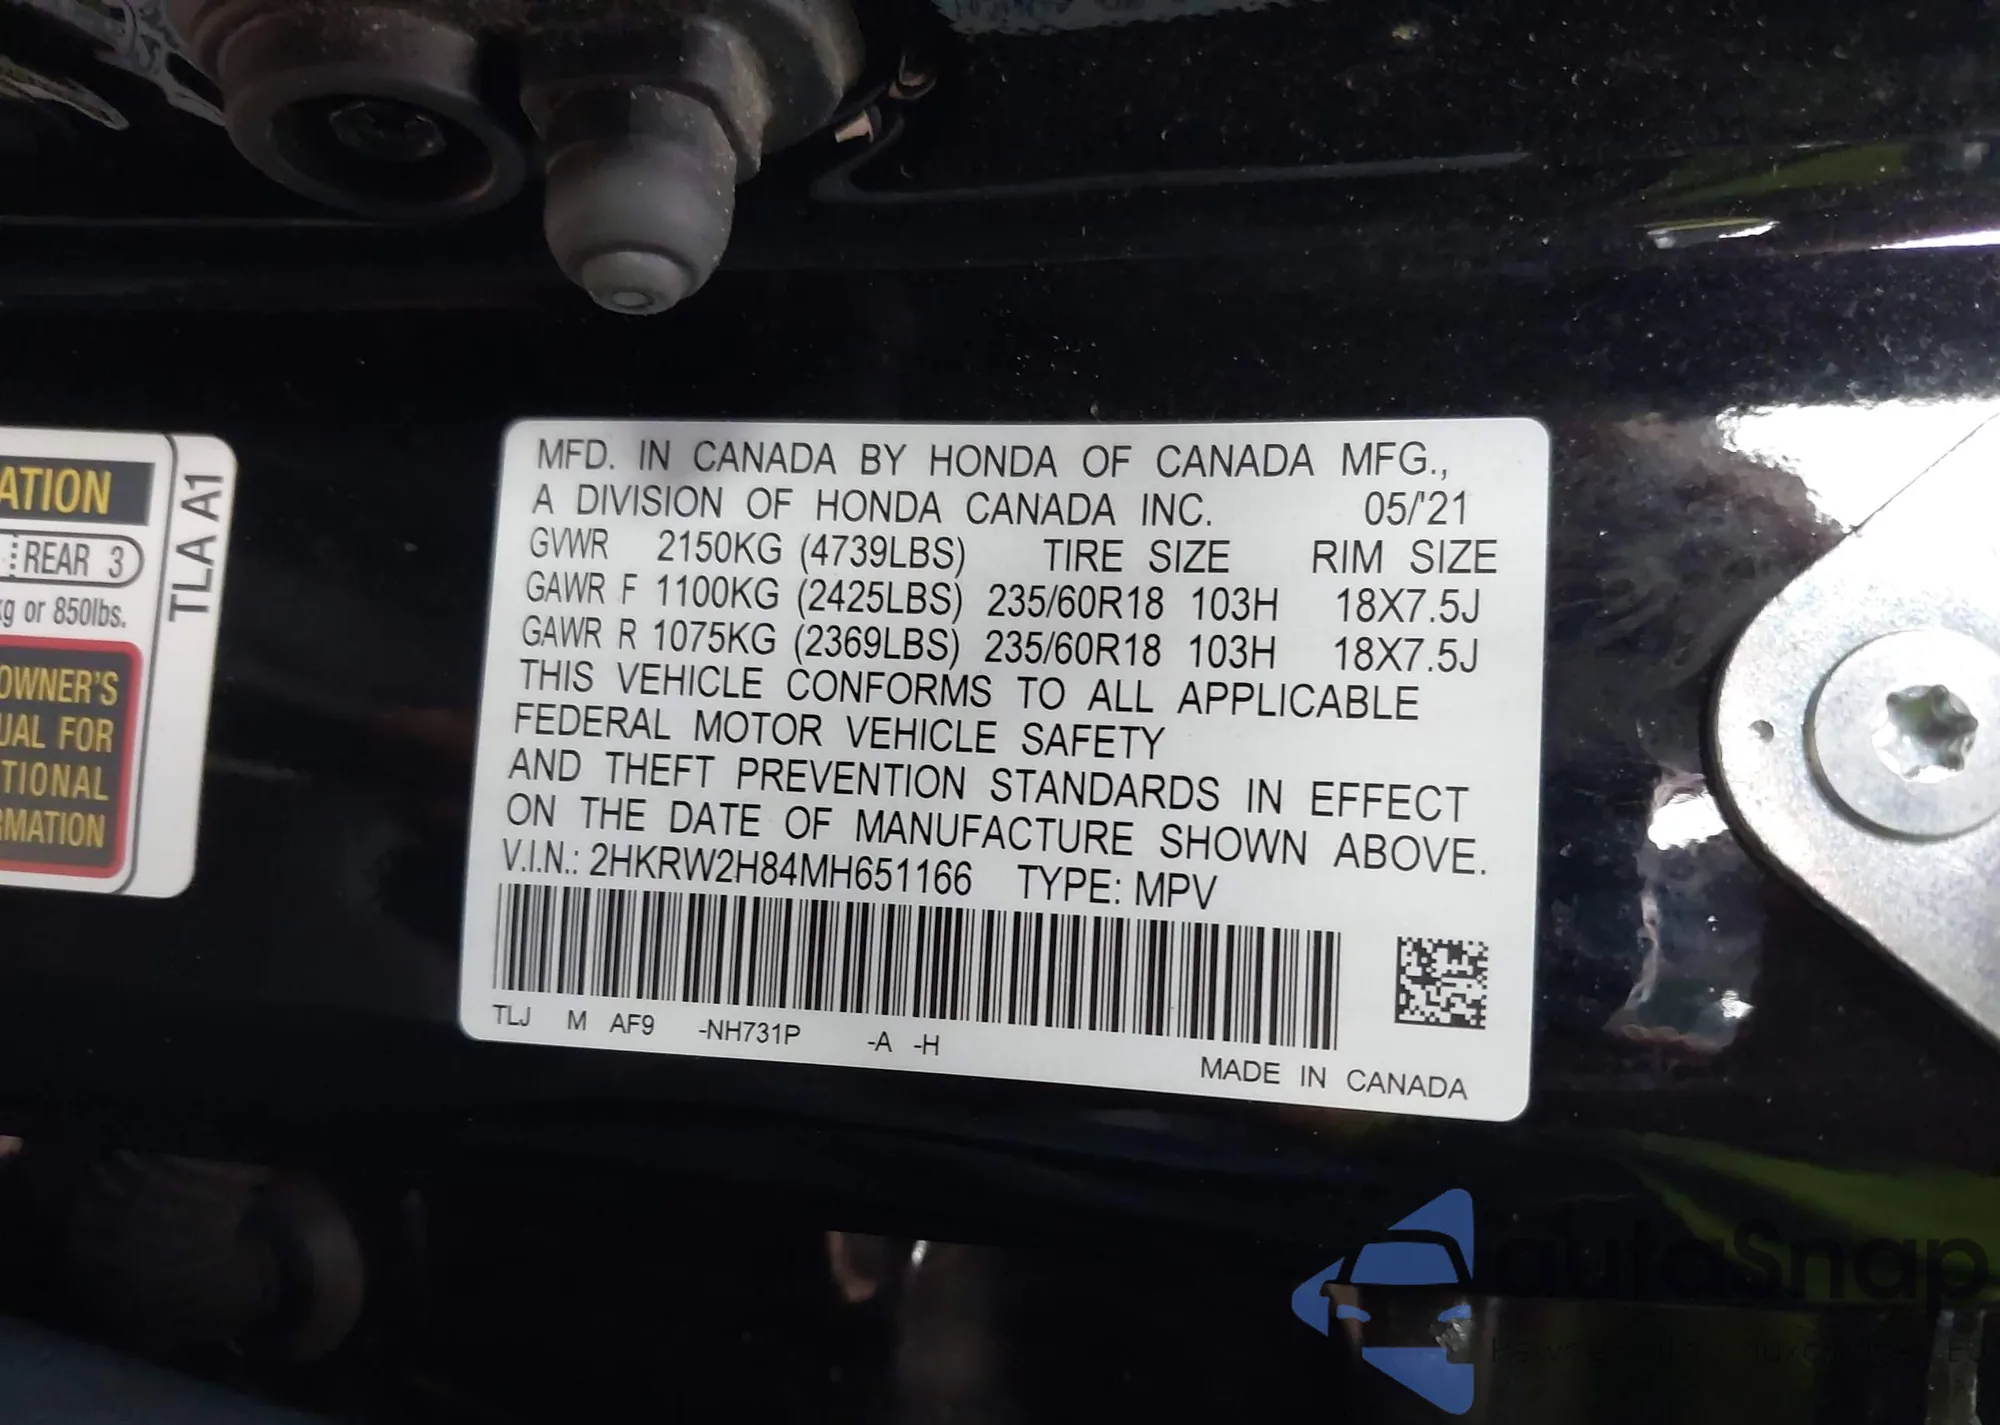 MFD. IN CANADA BY HONDA OF CANADA MFG.,
A DIVISION OF HONDA CANADA INC. 05/'21
GVWR 2150KG (4739LBS) TIRE SIZE RIM SIZE
GAWR F 1100KG (2425LBS) 235/60R18 103H 18X7.5J
GAWR R 1075KG (2369LBS) 235/60R18 103H 18X7.5J
THIS VEHICLE CONFORMS TO ALL APPLICABLE
FEDERAL MOTOR VEHICLE SAFETY
AND THEFT PREVENTION STANDARDS IN EFFECT
ON THE DATE OF MANUFACTURE SHOWN ABOVE.
V.I.N.: 2HKRW2H84MH651166 TYPE: MPV
TLJ M AF9 -NH731P -A -H
MADE IN CANADA
ATION
REAR 3
kg or 850lbs.
OWNER'S
UAL FOR
TIONAL
RMATION
TLA A1
autoSnap